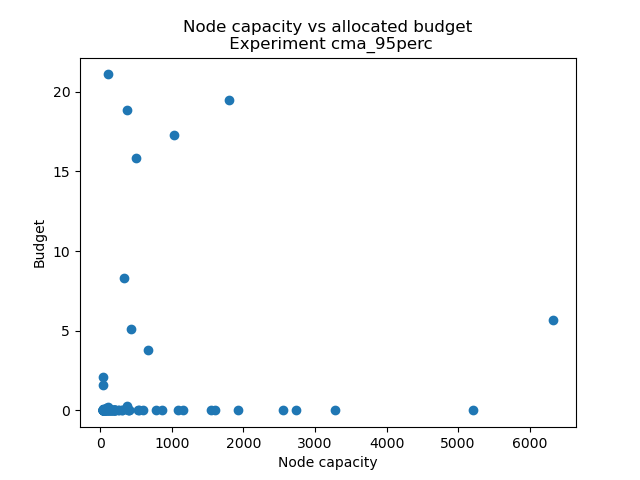 Node capacity vs allocated budget
Experiment cma_95perc
20
15
10
5
0
Budget
0 1000 2000 3000 4000 5000 6000
Node capacity